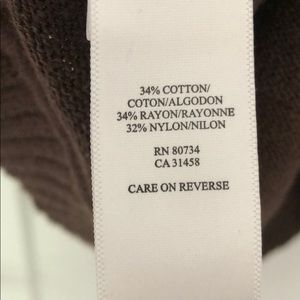 34% COTTON/
COTON/ALGODON
34% RAYON/RAYONNE
32% NYLON/NILON
RN 80734
CA 31458
CARE ON REVERSE